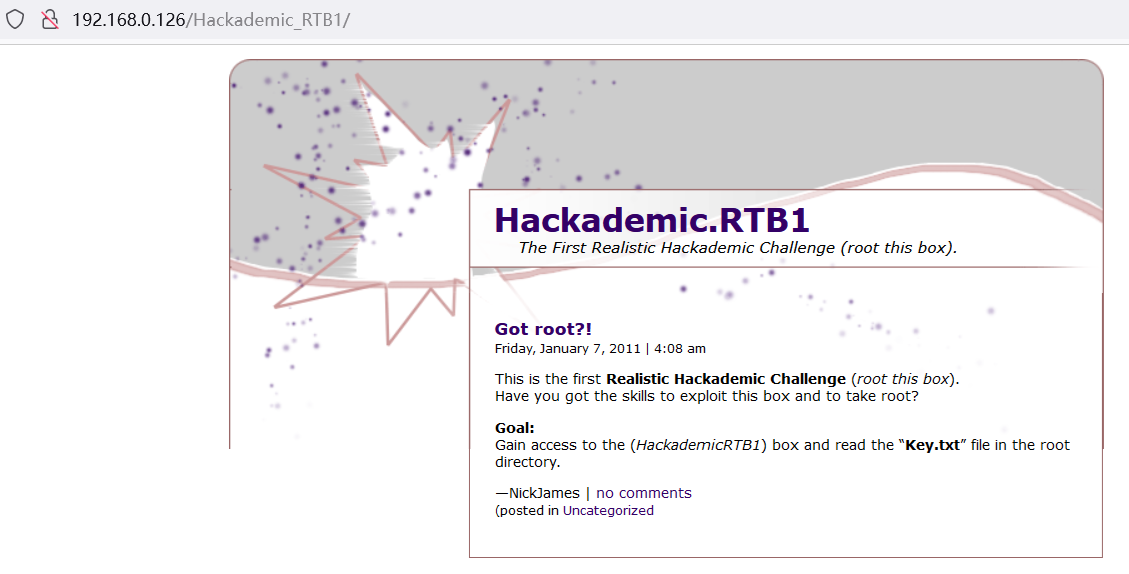 192.168.0.126/Hackademic_RTB1/
Hackademic.RTB1
The First Realistic Hackademic Challenge (root this box).
Got root?!
Friday, January 7, 2011 | 4:08 am
This is the first Realistic Hackademic Challenge (root this box).
Have you got the skills to exploit this box and to take root?
Goal:
Gain access to the (HackademicRTB1) box and read the “Key.txt” file in the root
directory.
—NickJames | no comments
(posted in Uncategorized